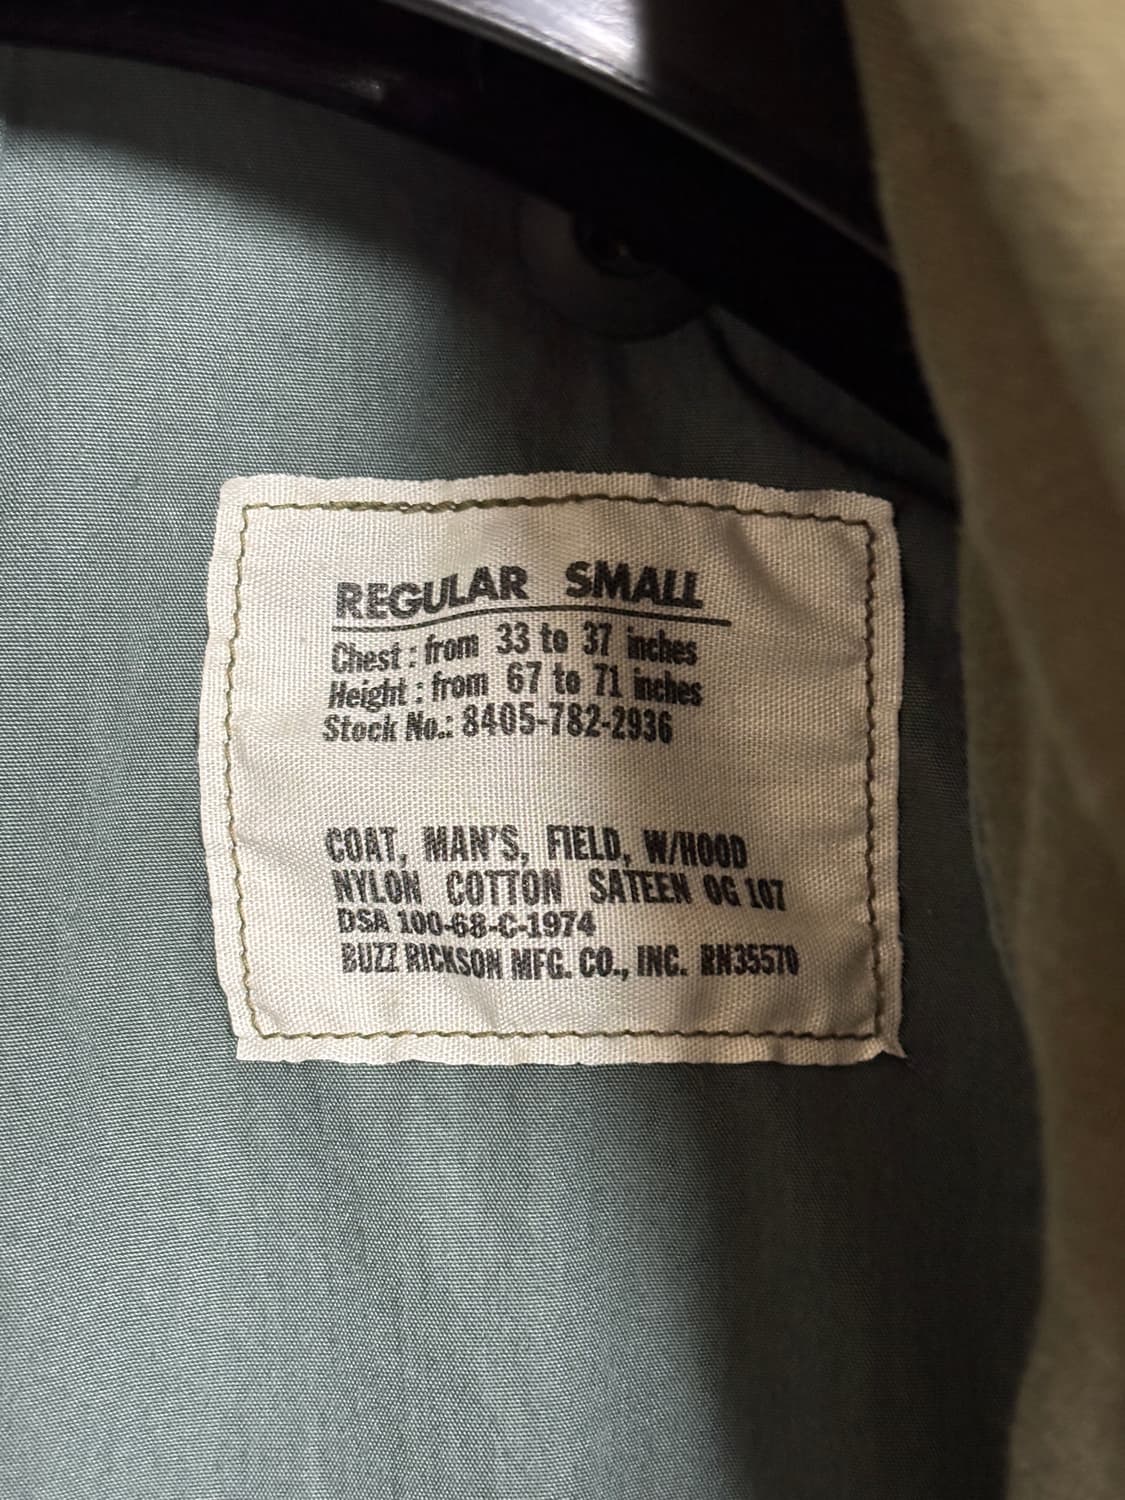 REGULAR SMALL
Chest : from 33 to 37 inches
Height : from 67 to 71 inches
Stock No.: 8405-782-2936
COAT, MAN'S, FIELD, W/HOOD
NYLON COTTON SATEEN OG 107
DSA 100-68-C-1974
BUZZ RICKSON MFG. CO., INC. RN35570